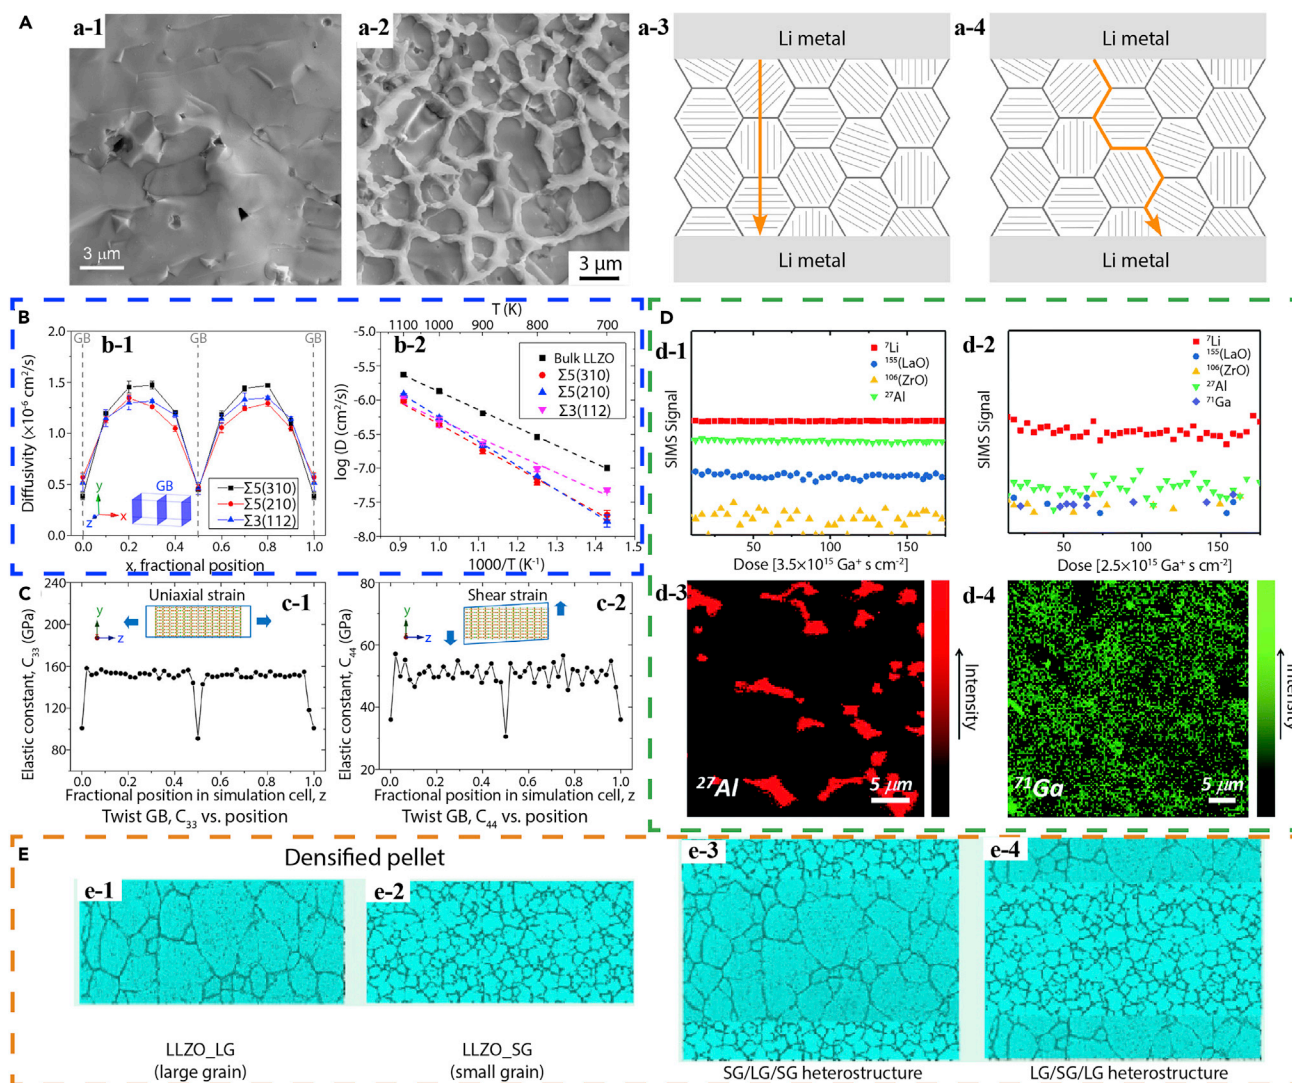 A
a-1
3 μm
a-2
3 μm
a-3
Li metal
Li metal
a-4
Li metal
Li metal
B
b-1
GB
GB
GB
2.0
1.5
1.0
0.5
0.0
Diffusivity (×10⁻⁶ cm²/s)
y
x
z
GB
Σ5(310)
Σ5(210)
Σ3(112)
0.0 0.2 0.4 0.6 0.8 1.0
x, fractional position
b-2
T (K)
1100 1000 900 800 700
-5.0
-5.5
-6.0
-6.5
-7.0
-7.5
-8.0
log (D (cm²/s))
Bulk LLZO
Σ5(310)
Σ5(210)
Σ3(112)
0.9 1.0 1.1 1.2 1.3 1.4 1.5
1000/T (K⁻¹)
C
c-1
Uniaxial strain
y
z
240
200
160
120
80
Elastic constant, C₃₃ (GPa)
0.0 0.2 0.4 0.6 0.8 1.0
Fractional position in simulation cell, z
Twist GB, C₃₃ vs. position
c-2
Shear strain
y
z
80
60
40
20
Elastic constant, C₄₄ (GPa)
0.0 0.2 0.4 0.6 0.8 1.0
Fractional position in simulation cell, z
Twist GB, C₄₄ vs. position
D
d-1
⁷Li
¹⁵⁵(LaO)
¹⁰⁶(ZrO)
²⁷Al
SIMS Signal
50 100 150
Dose [3.5×10¹⁵ Ga⁺ s cm⁻²]
d-2
⁷Li
¹⁵⁵(LaO)
¹⁰⁶(ZrO)
²⁷Al
⁷¹Ga
SIMS Signal
50 100 150
Dose [2.5×10¹⁵ Ga⁺ s cm⁻²]
d-3
²⁷Al
5 μm
Intensity
d-4
⁷¹Ga
5 μm
Intensity
E
Densified pellet
e-1
LLZO_LG
(large grain)
e-2
LLZO_SG
(small grain)
e-3
SG/LG/SG heterostructure
e-4
LG/SG/LG heterostructure